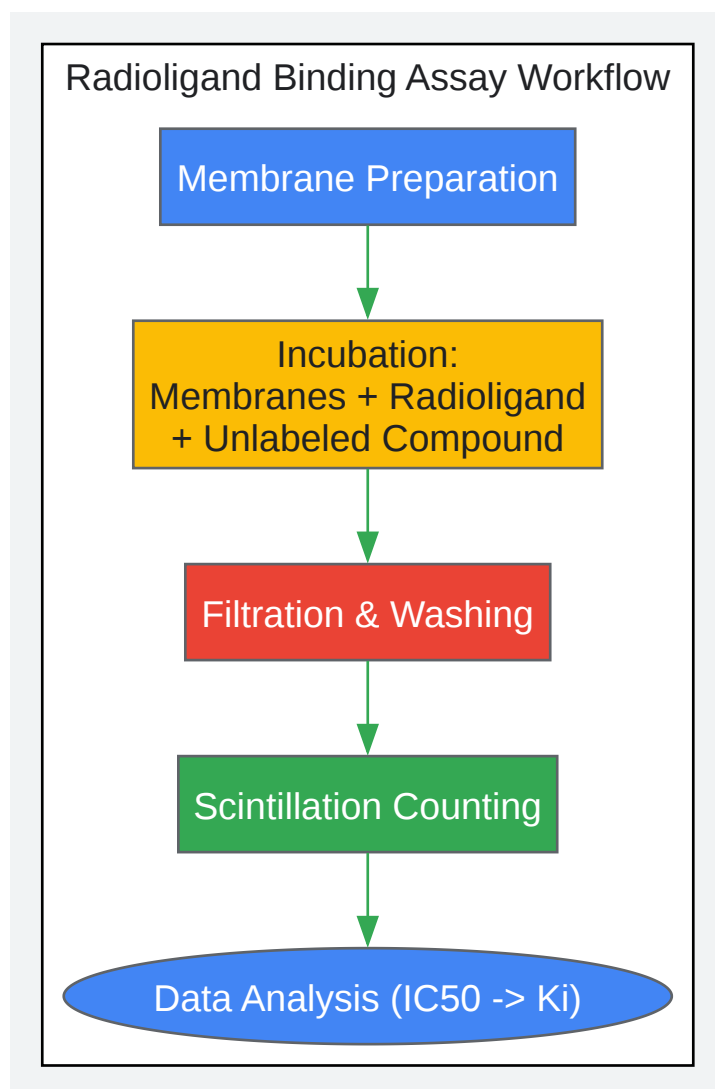 Radioligand Binding Assay Workflow
Membrane Preparation
Incubation:
Membranes + Radioligand
+ Unlabeled Compound
Filtration & Washing
Scintillation Counting
Data Analysis (IC50 -> Ki)